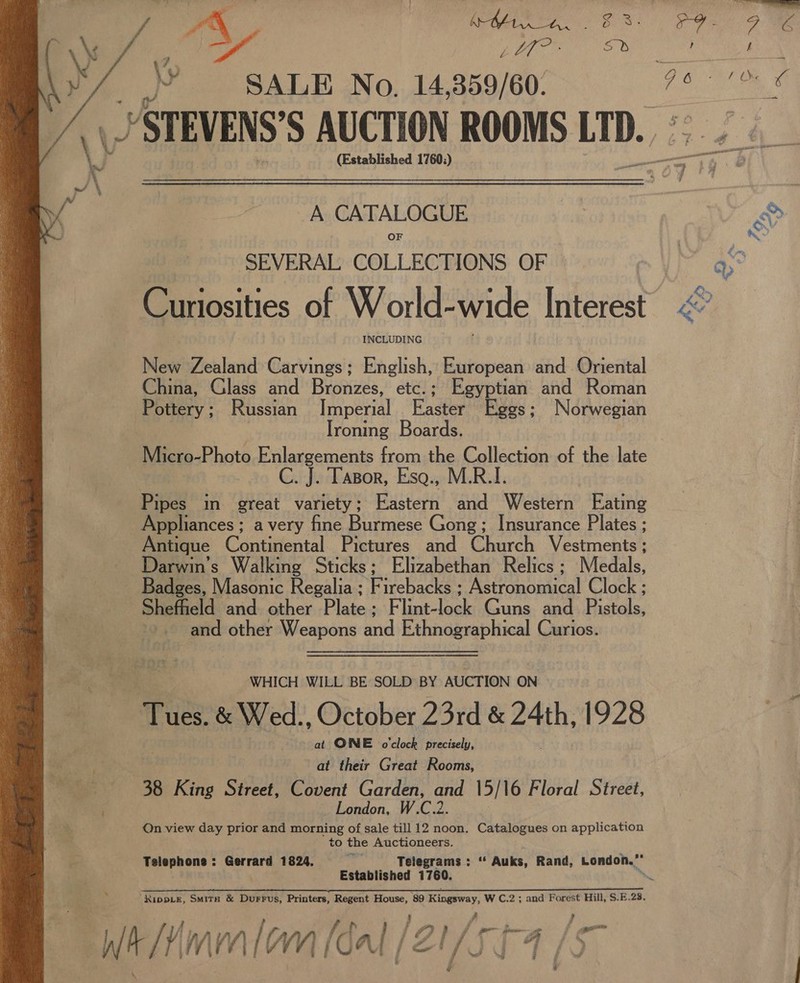 SALE No. 14,359/60.
STEVENS'S AUCTION ROOMS LTD.
(Established 1760.)
A CATALOGUE
OF
SEVERAL COLLECTIONS OF
Curiosities of World-wide Interest
INCLUDING
New Zealand Carvings; English, European and Oriental
China, Glass and Bronzes, etc.; Egyptian and Roman
Pottery; Russian Imperial Easter Eggs; Norwegian
Ironing Boards.
Micro-Photo Enlargements from the Collection of the late
C. J. TABOR, ESQ., M.R.I.
Pipes in great variety; Eastern and Western Eating
Appliances; a very fine Burmese Gong; Insurance Plates;
Antique Continental Pictures and Church Vestments;
Darwin's Walking Sticks; Elizabethan Relics; Medals,
Badges, Masonic Regalia; Firebacks; Astronomical Clock;
Sheffield and other Plate; Flint-lock Guns and Pistols,
and other Weapons and Ethnographical Curios.
WHICH WILL BE SOLD BY AUCTION ON
Tues. & Wed., October 23rd & 24th, 1928
at ONE o'clock precisely,
at their Great Rooms,
38 King Street, Covent Garden, and 15/16 Floral Street,
London, W.C.2.
On view day prior and morning of sale till 12 noon. Catalogues on application
to the Auctioneers.
Telephone: Gerrard 1824. Telegrams: "Auks, Rand, London."
Established 1760.
KIDDLE, SMITH & DUFFUS, Printers, Regent House, 89 Kingsway, W C.2; and Forest Hill, S.E.23.